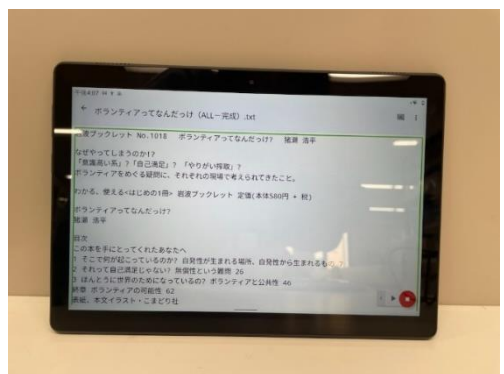 午後4:07
← ボランティアってなんだっけ（ALLー完成）.txt
岩波ブックレット No.1018 ボランティアってなんだっけ? 猪瀬 浩平
なぜやってしまうのか!?
「意識高い系」?「自己満足」? 「やりがい搾取」?
ボランティアをめぐる疑問に、それぞれの現場で考えられてきたこと。
わかる、使える<はじめの1冊> 岩波ブックレット 定価(本体580円 + 税)
ボランティアってなんだっけ?
猪瀬 浩平
目次
この本を手にとってくれたあなたへ
1 そこで何が起こっているのか? 自発性が生まれる場所、自発性から生まれるもの
2 それって自己満足じゃない? 無償性という難問 26
3 ほんとうに世界のためになっているの? ボランティアと公共性 46
終章 ボランティアの可能性 62
表紙、本文イラスト・こまどり社